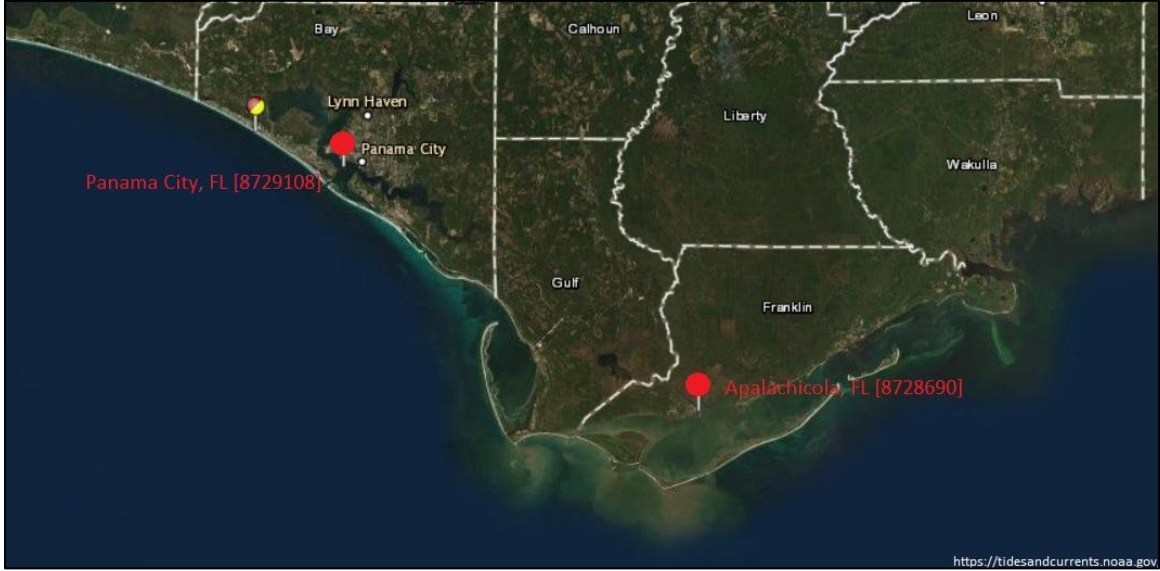 Bay
Calhoun
Leon
Lynn Haven
Liberty
Panama City
Wakulla
Panama City, FL [8729108]
Gulf
Franklin
Apalachicola, FL [8728690]
https://tidesandcurrents.noaa.gov